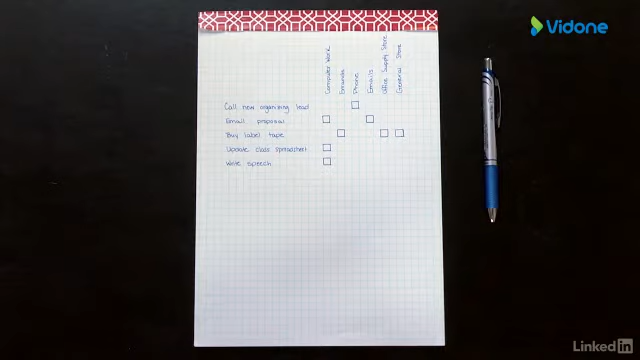 Vidone
Computer Work
Errands
Phone
Emails
Office Supply Store
General Store
Call new organizing lead
Email proposal
Buy label tape
Update class spreadsheet
Write speech
LinkedIn